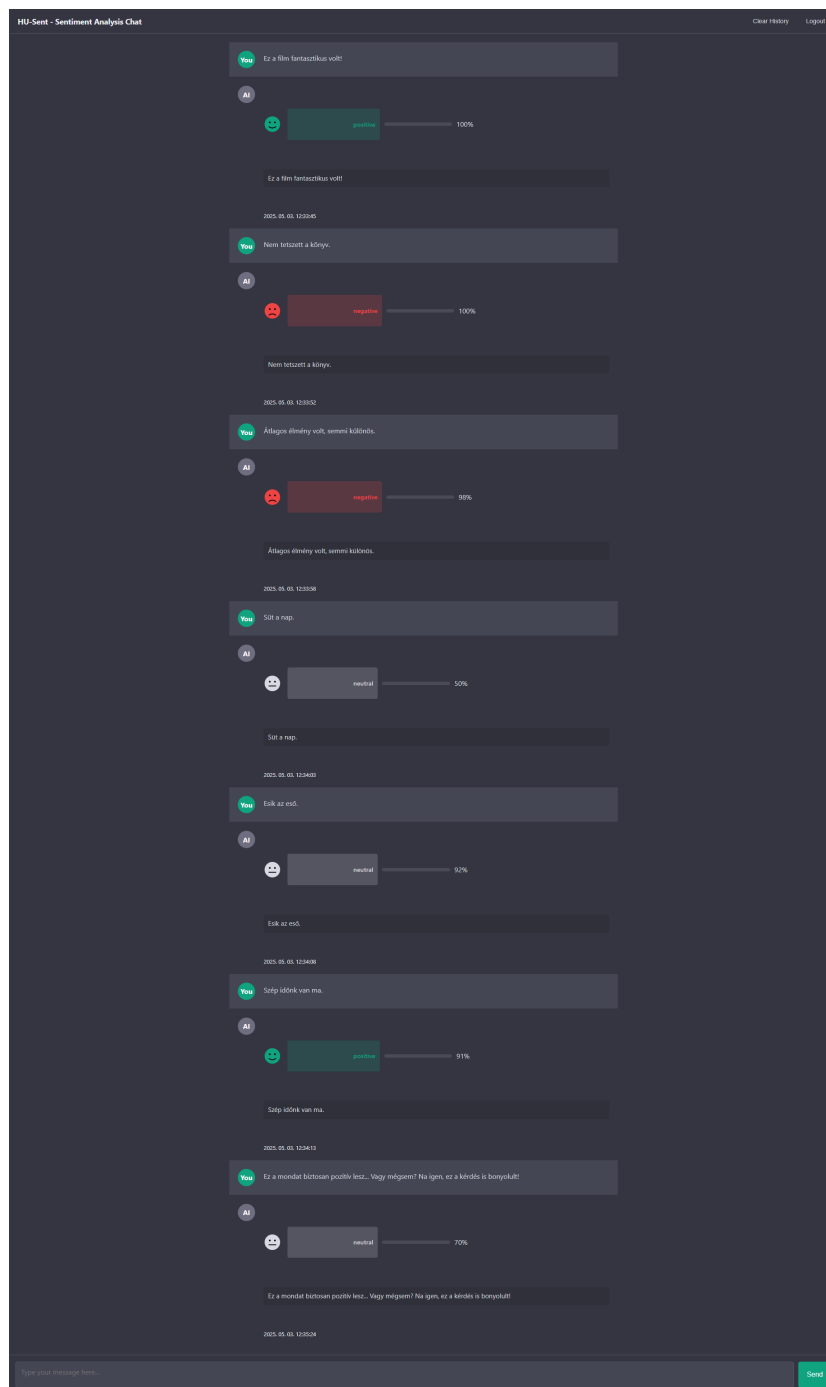 HU-Sent - Sentiment Analysis Chat
Clear History
Logout
You
Ez a film fantasztikus volt!
AI
positive
100%
Ez a film fantasztikus volt!
2025. 05. 03. 12:33:45
You
Nem tetszett a könyv.
AI
negative
100%
Nem tetszett a könyv.
2025. 05. 03. 12:33:52
You
Átlagos élmény volt, semmi különös.
AI
negative
98%
Átlagos élmény volt, semmi különös.
2025. 05. 03. 12:33:58
You
Süt a nap.
AI
neutral
50%
Süt a nap.
2025. 05. 03. 12:34:03
You
Esik az eső.
AI
neutral
92%
Esik az eső.
2025. 05. 03. 12:34:08
You
Szép időnk van ma.
AI
positive
91%
Szép időnk van ma.
2025. 05. 03. 12:34:13
You
Ez a mondat biztosan pozitív lesz... Vagy mégsem? Na igen, ez a kérdés is bonyolult!
AI
neutral
70%
Ez a mondat biztosan pozitív lesz... Vagy mégsem? Na igen, ez a kérdés is bonyolult!
2025. 05. 03. 12:35:24
Type your message here...
Send